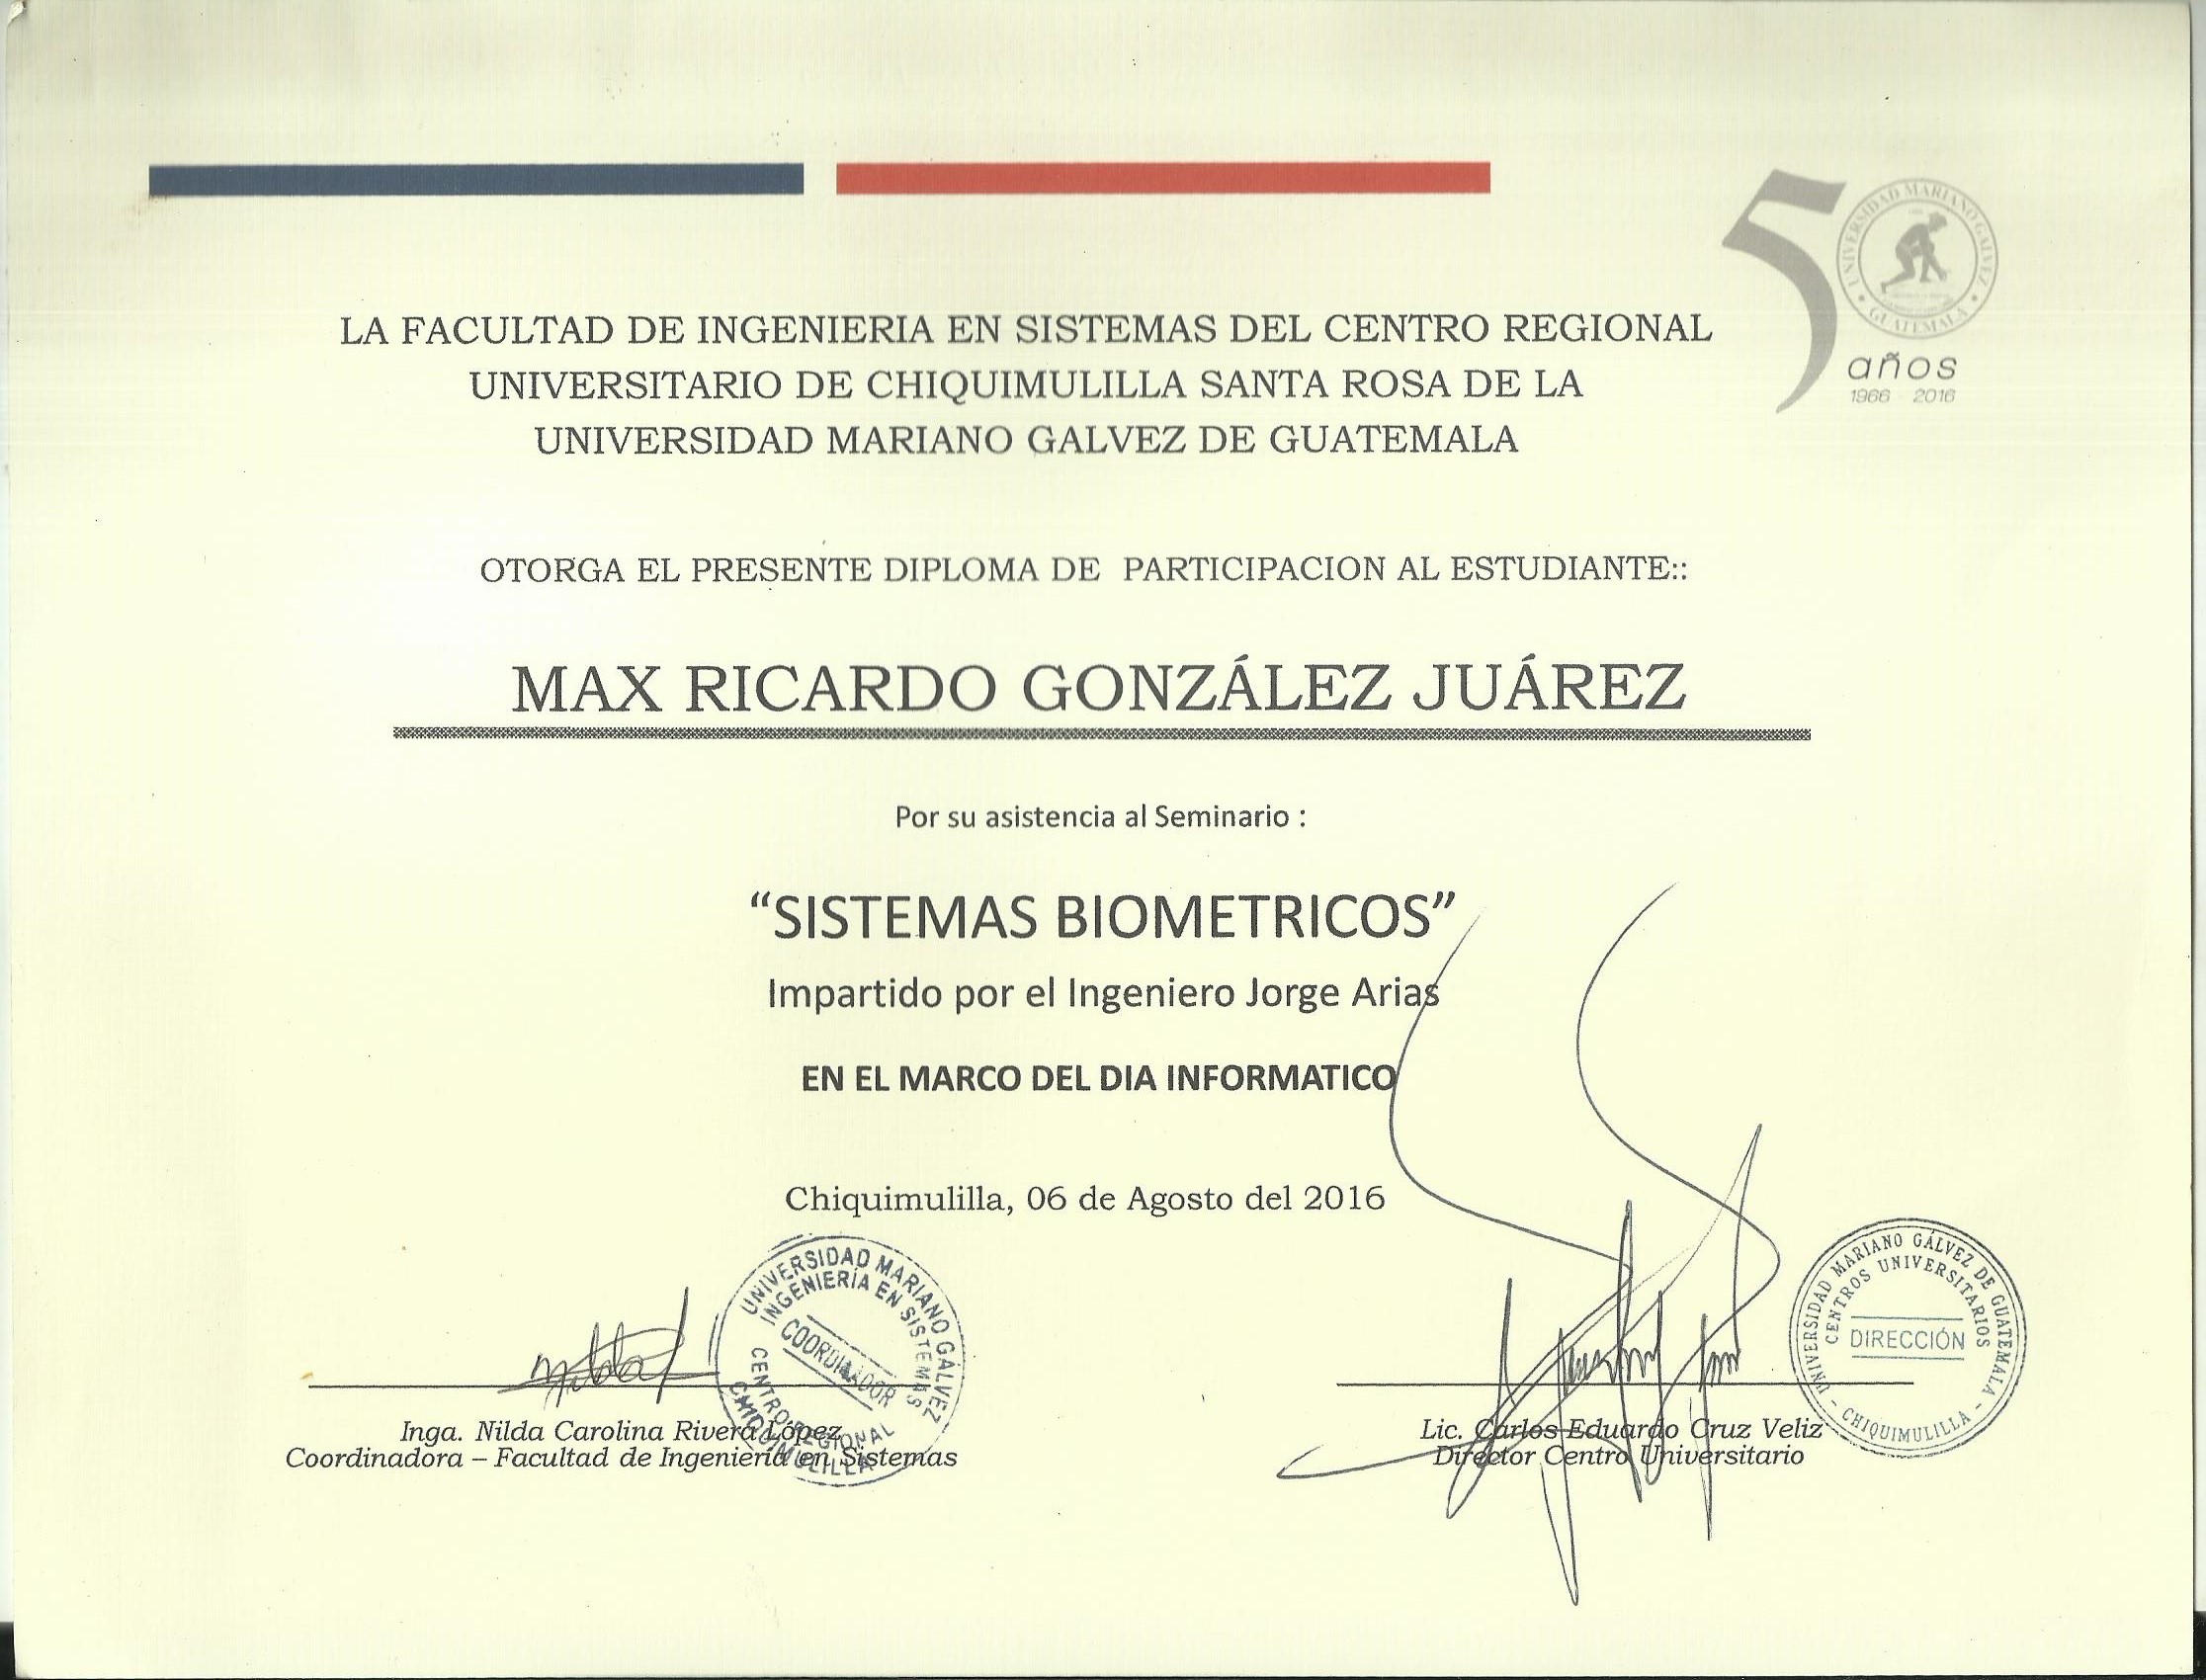 UNIVERSIDAD MARIANO GALVEZ
GUATEMALA
50
años
1966 2016
LA FACULTAD DE INGENIERIA EN SISTEMAS DEL CENTRO REGIONAL
UNIVERSITARIO DE CHIQUIMULILLA SANTA ROSA DE LA
UNIVERSIDAD MARIANO GALVEZ DE GUATEMALA
OTORGA EL PRESENTE DIPLOMA DE PARTICIPACION AL ESTUDIANTE::
MAX RICARDO GONZÁLEZ JUÁREZ
Por su asistencia al Seminario :
“SISTEMAS BIOMETRICOS”
Impartido por el Ingeniero Jorge Arias
EN EL MARCO DEL DIA INFORMATICO
Chiquimulilla, 06 de Agosto del 2016
UNIVERSIDAD MARIANO GALVEZ
INGENIERÍA EN SISTEMAS
COORDINADOR
CENTRO REGIONAL
CHIQUIMULILLA
UNIVERSIDAD MARIANO GÁLVEZ DE GUATEMALA
CENTROS UNIVERSITARIOS
DIRECCIÓN
- CHIQUIMULILLA -
Inga. Nilda Carolina Rivera López
Coordinadora – Facultad de Ingeniería en Sistemas
Lic. Carlos Eduardo Cruz Veliz
Director Centro Universitario